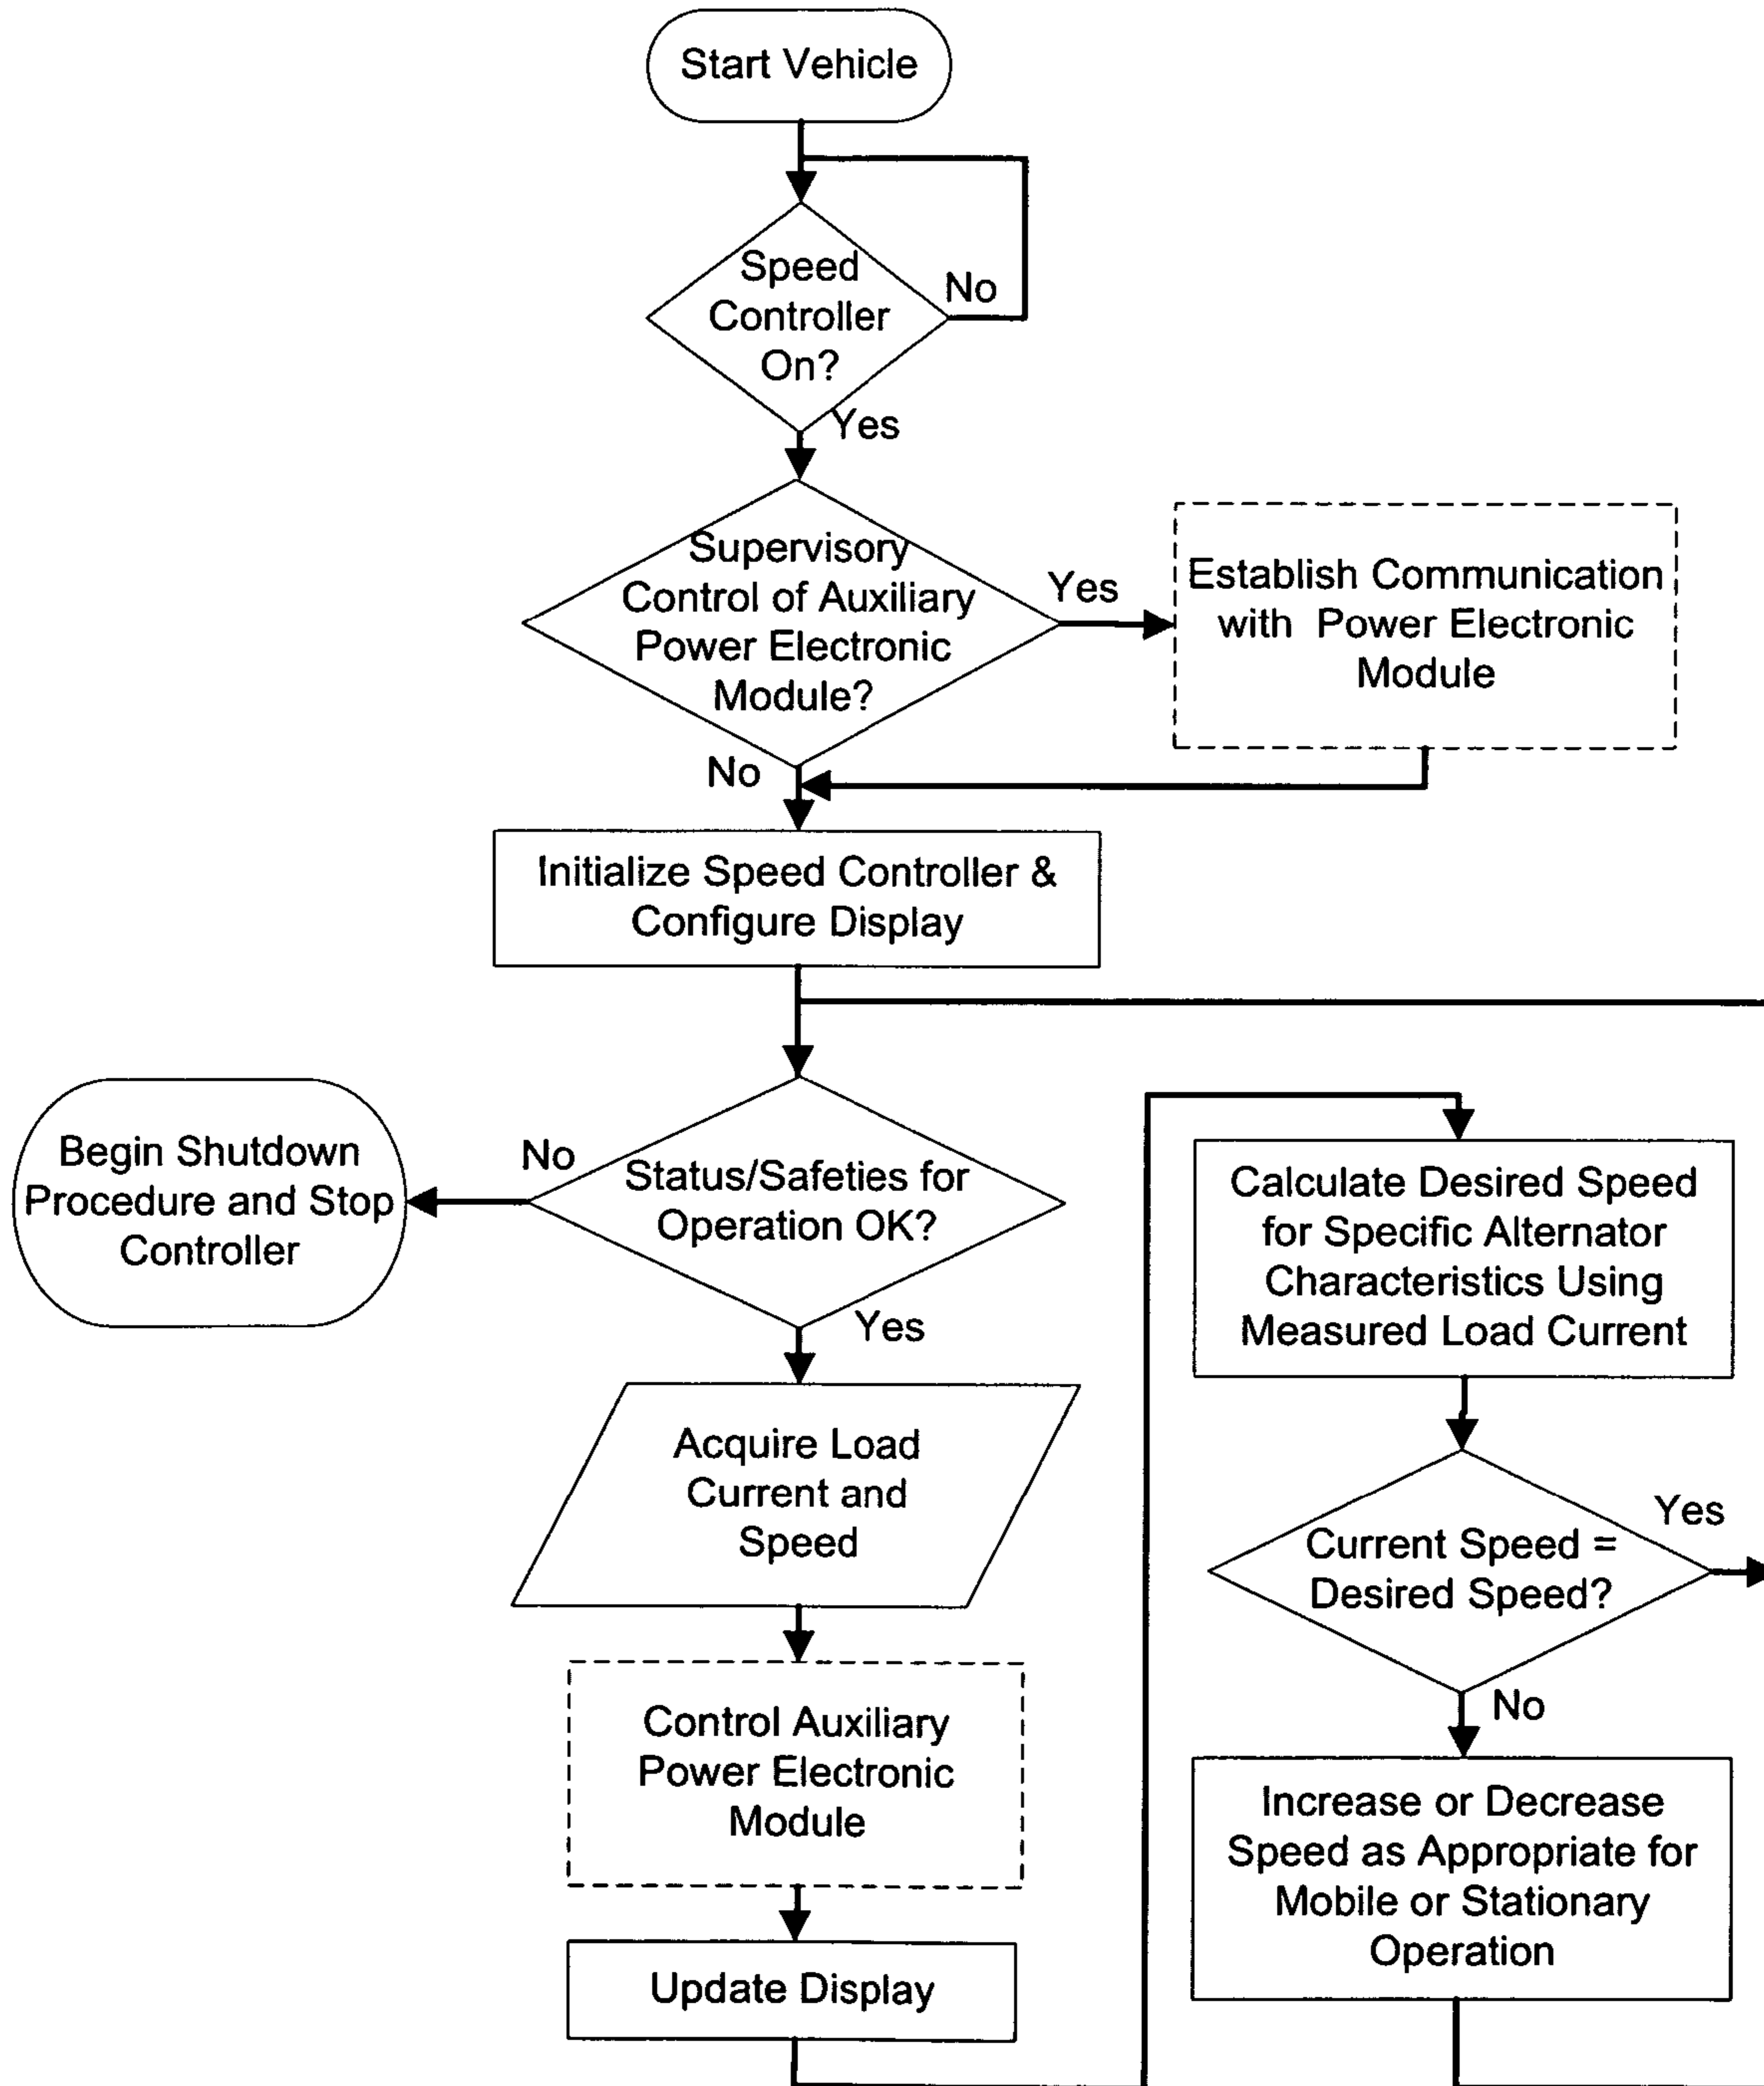 Start Vehicle
Speed
Controller
On?
No
Yes
Supervisory
Control of Auxiliary
Power Electronic
Module?
Yes
Establish Communication
with Power Electronic
Module
No
Initialize Speed Controller &
Configure Display
Status/Safeties for
Operation OK?
No
Begin Shutdown
Procedure and Stop
Controller
Yes
Acquire Load
Current and
Speed
Control Auxiliary
Power Electronic
Module
Update Display
Calculate Desired Speed
for Specific Alternator
Characteristics Using
Measured Load Current
Current Speed =
Desired Speed?
Yes
No
Increase or Decrease
Speed as Appropriate for
Mobile or Stationary
Operation